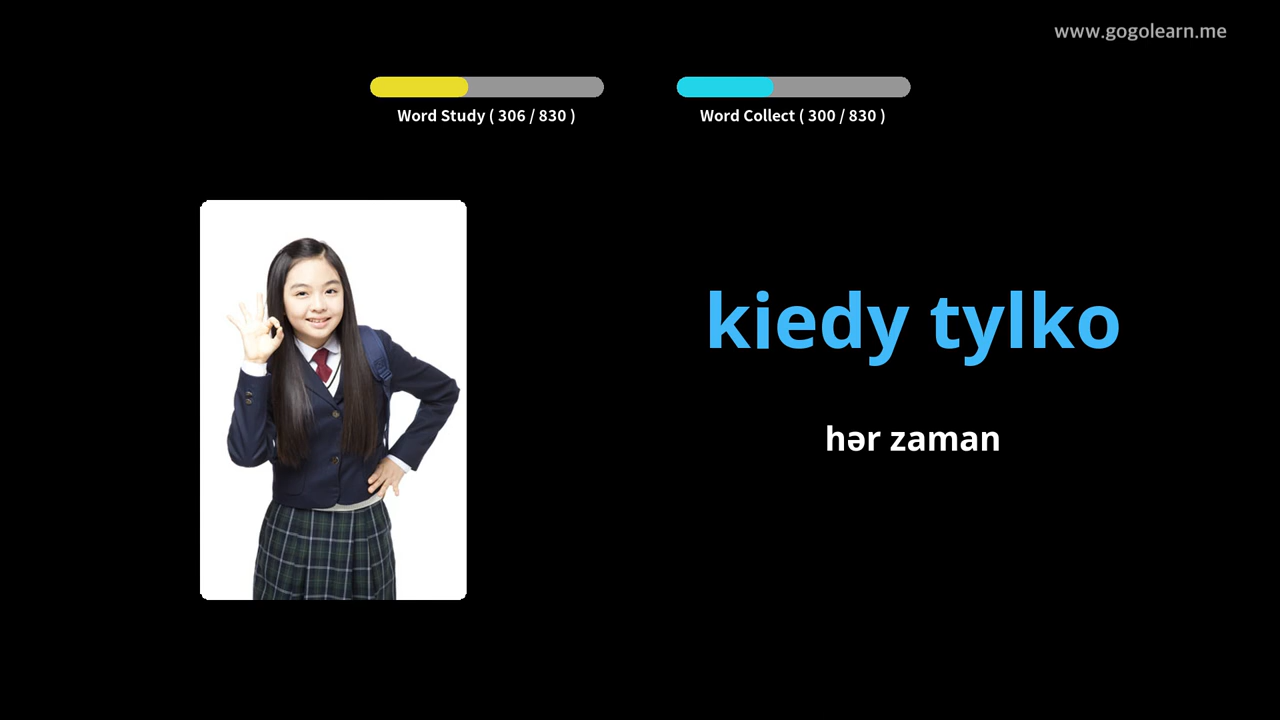 www.gogolearn.me
Word Study ( 306 / 830 )
Word Collect ( 300 / 830 )
kiedy tylko
hər zaman